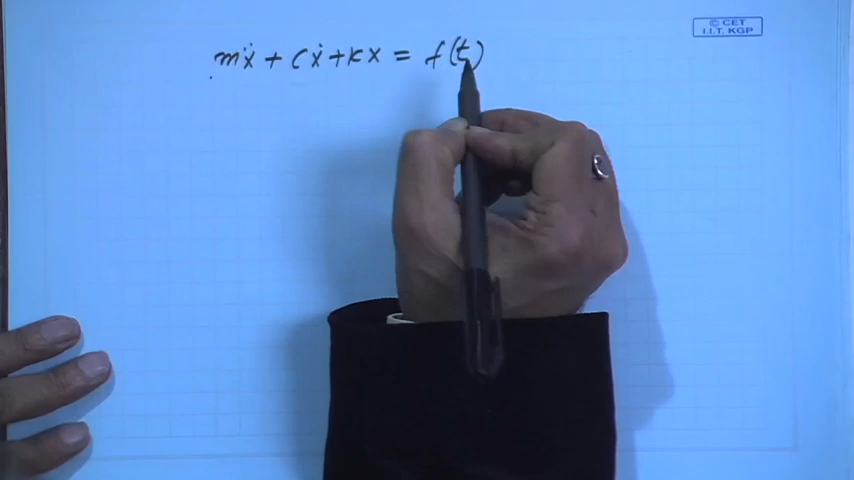 mẍ + cẋ + kx = f(t)
© CET
I.I.T. KGP